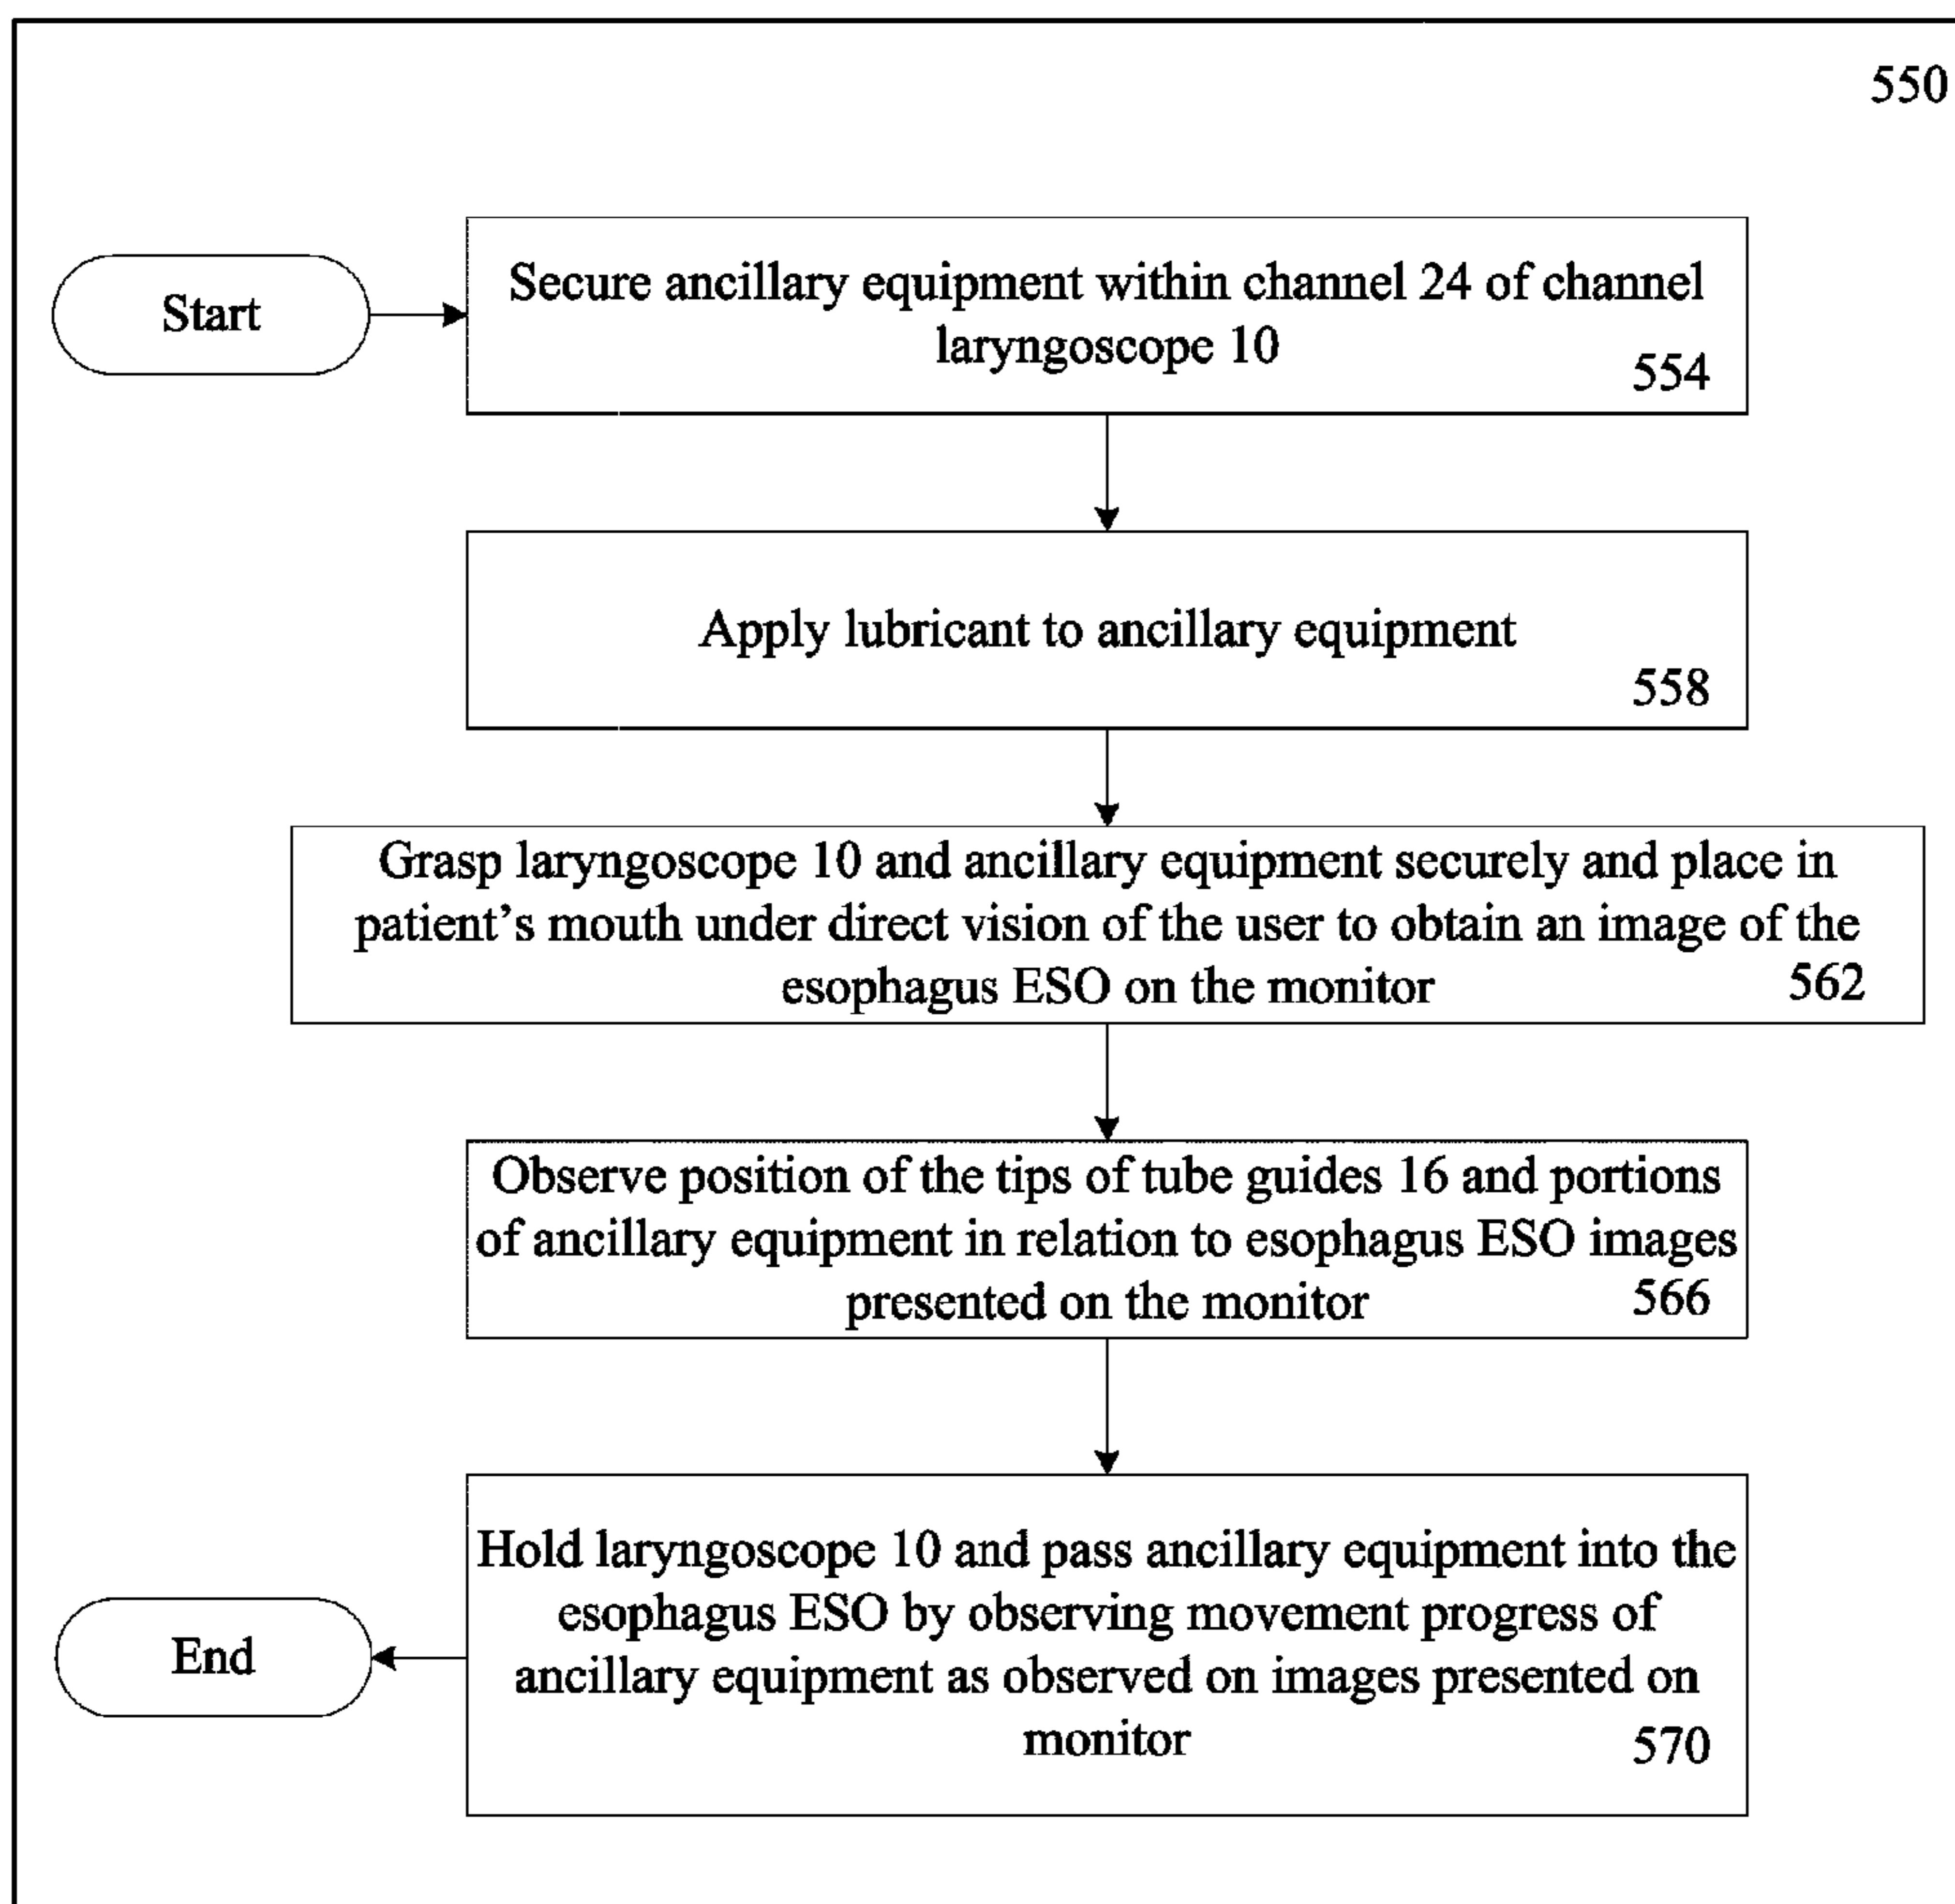 550
Start
Secure ancillary equipment within channel 24 of channel
laryngoscope 10
554
Apply lubricant to ancillary equipment
558
Grasp laryngoscope 10 and ancillary equipment securely and place in
patient’s mouth under direct vision of the user to obtain an image of the
esophagus ESO on the monitor
562
Observe position of the tips of tube guides 16 and portions
of ancillary equipment in relation to esophagus ESO images
presented on the monitor
566
Hold laryngoscope 10 and pass ancillary equipment into the
esophagus ESO by observing movement progress of
ancillary equipment as observed on images presented on
monitor
570
End